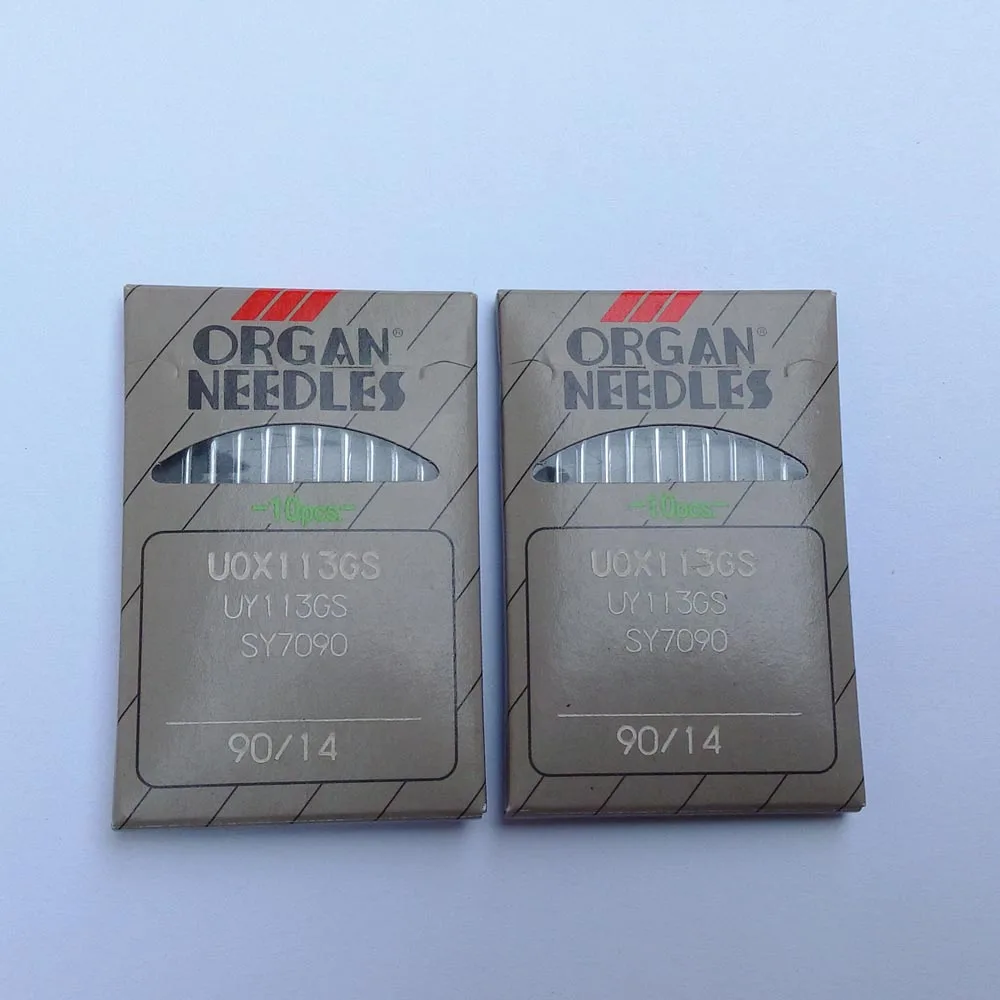 ORGAN®
NEEDLES
-10pcs-
UOX113GS
UY113GS
SY7090
90/14
ORGAN®
NEEDLES
-10pcs-
UOX113GS
UY113GS
SY7090
90/14